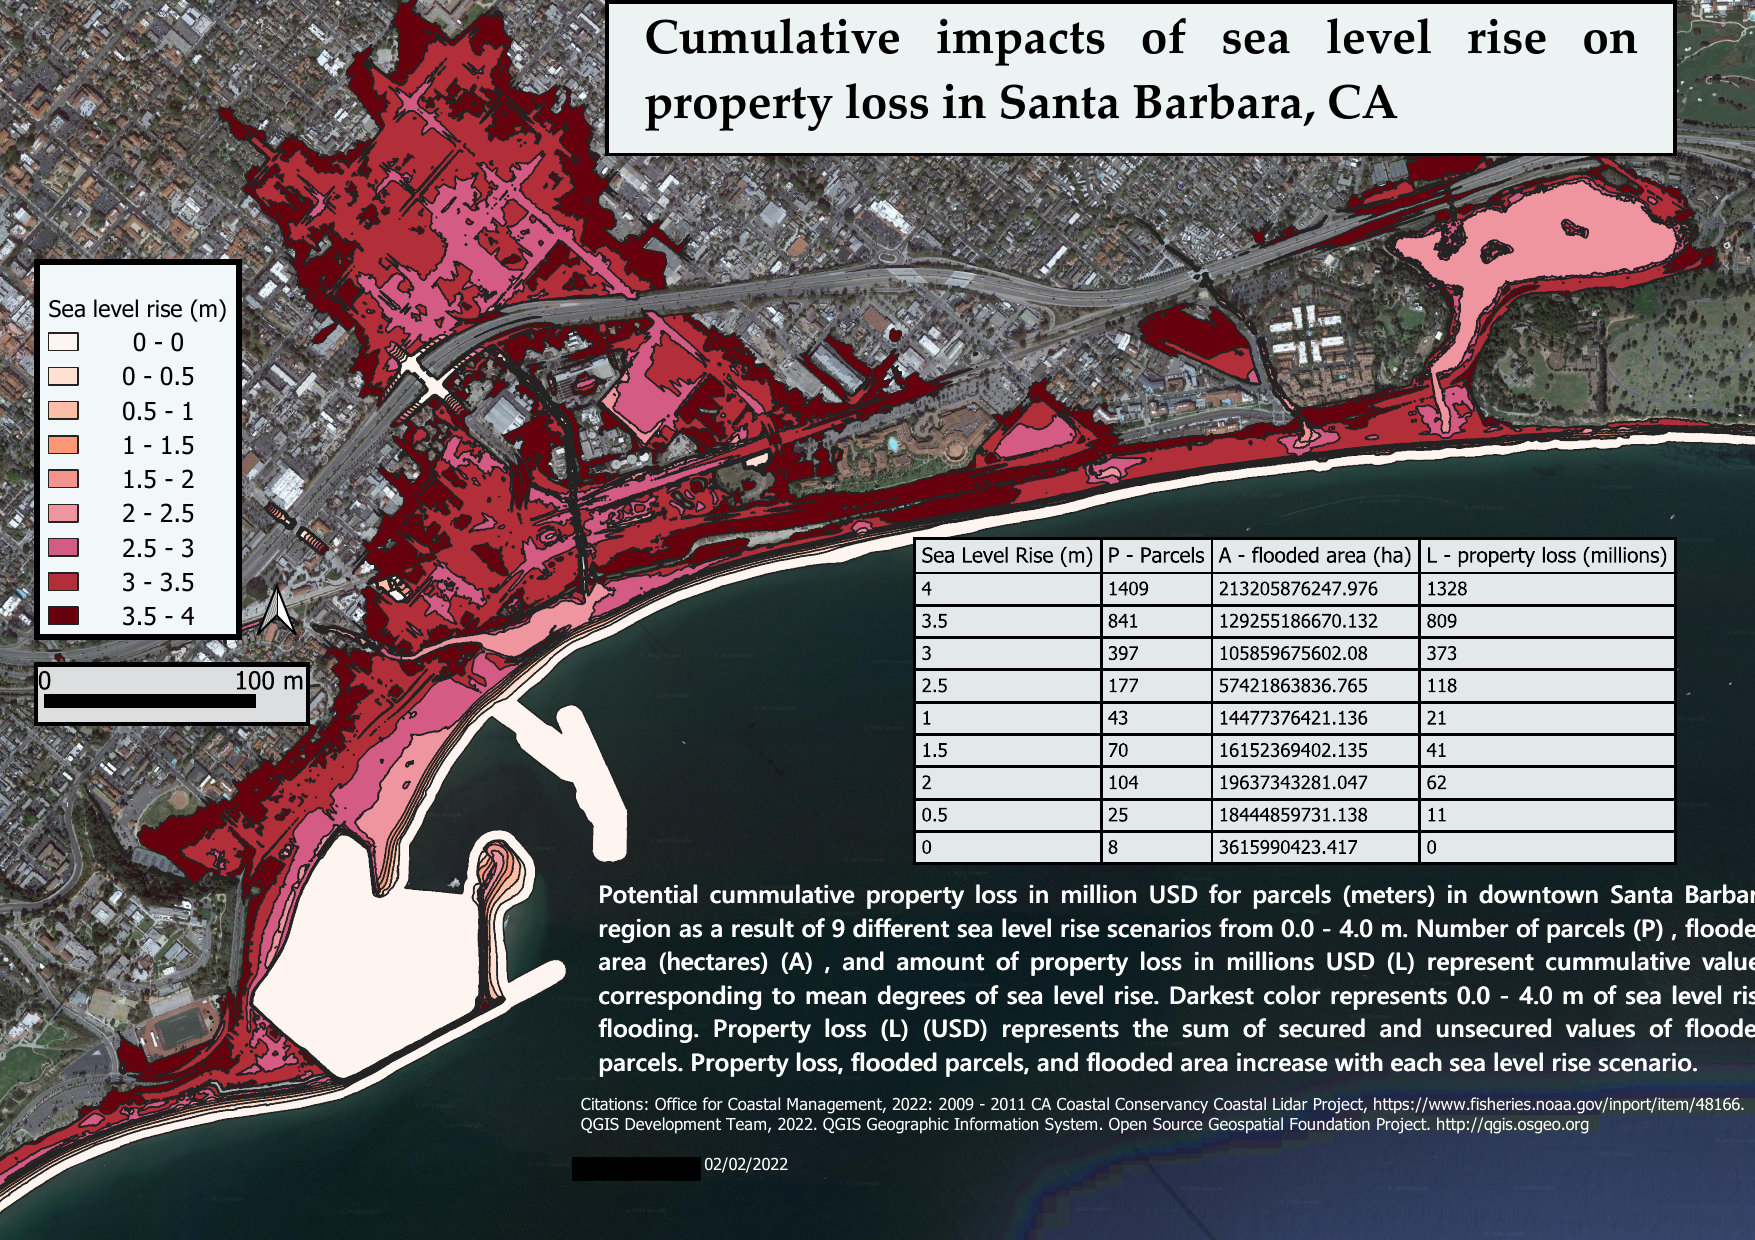 Cumulative impacts of sea level rise on
property loss in Santa Barbara, CA
Sea level rise (m)
0 - 0
0 - 0.5
0.5 - 1
1 - 1.5
1.5 - 2
2 - 2.5
2.5 - 3
3 - 3.5
3.5 - 4
0 100 m
Sea Level Rise (m) P - Parcels A - flooded area (ha) L - property loss (millions)
4 1409 213205876247.976 1328
3.5 841 129255186670.132 809
3 397 105859675602.08 373
2.5 177 57421863836.765 118
1 43 14477376421.136 21
1.5 70 16152369402.135 41
2 104 19637343281.047 62
0.5 25 18444859731.138 11
0 8 3615990423.417 0
Potential cummulative property loss in million USD for parcels (meters) in downtown Santa Barbar
region as a result of 9 different sea level rise scenarios from 0.0 - 4.0 m. Number of parcels (P) , floode
area (hectares) (A) , and amount of property loss in millions USD (L) represent cummulative value
corresponding to mean degrees of sea level rise. Darkest color represents 0.0 - 4.0 m of sea level ris
flooding. Property loss (L) (USD) represents the sum of secured and unsecured values of floode
parcels. Property loss, flooded parcels, and flooded area increase with each sea level rise scenario.
Citations: Office for Coastal Management, 2022: 2009 - 2011 CA Coastal Conservancy Coastal Lidar Project, https://www.fisheries.noaa.gov/inport/item/48166.
QGIS Development Team, 2022. QGIS Geographic Information System. Open Source Geospatial Foundation Project. http://qgis.osgeo.org
02/02/2022